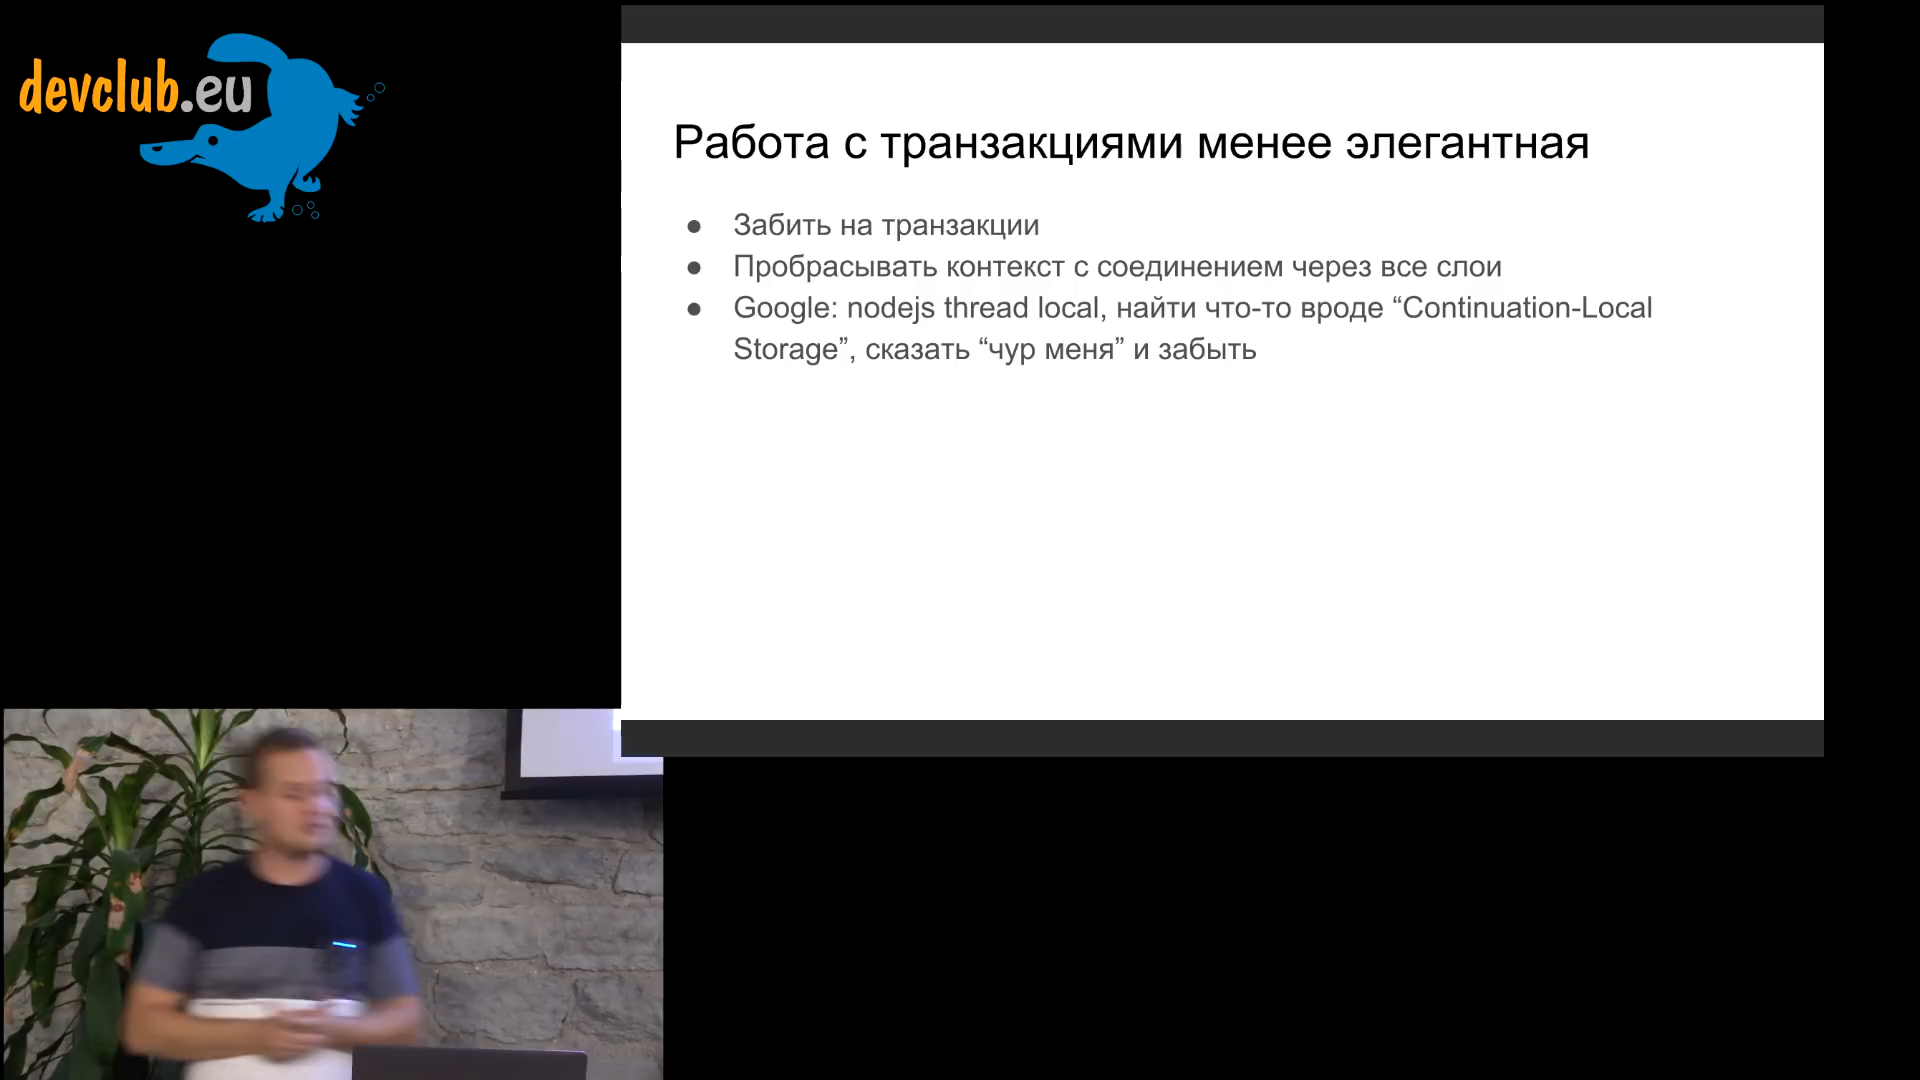 devclub.eu
Работа с транзакциями менее элегантная
● Забить на транзакции
● Пробрасывать контекст с соединением через все слои
● Google: nodejs thread local, найти что-то вроде “Continuation-Local
Storage”, сказать “чур меня” и забыть